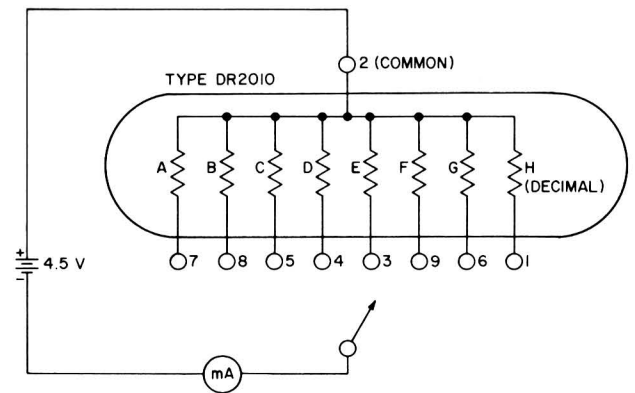 2 (COMMON)
TYPE DR2010
A B C D E F G H
(DECIMAL)
+
4.5 V
−
7 8 5 4 3 9 6 1
mA